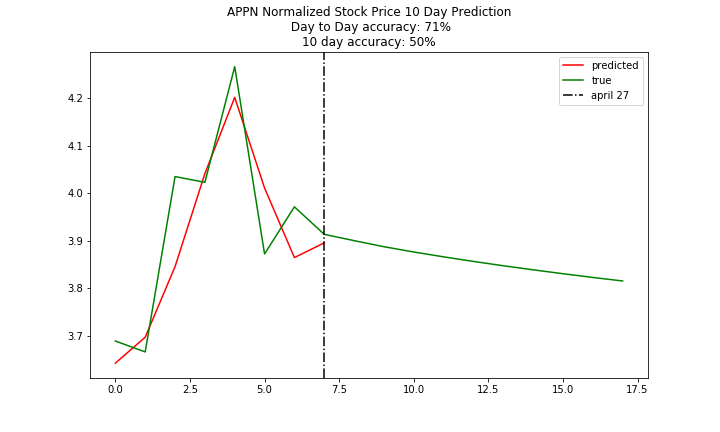 APPN Normalized Stock Price 10 Day Prediction
Day to Day accuracy: 71%
10 day accuracy: 50%
predicted
true
april 27
4.2
4.1
4.0
3.9
3.8
3.7
0.0 2.5 5.0 7.5 10.0 12.5 15.0 17.5